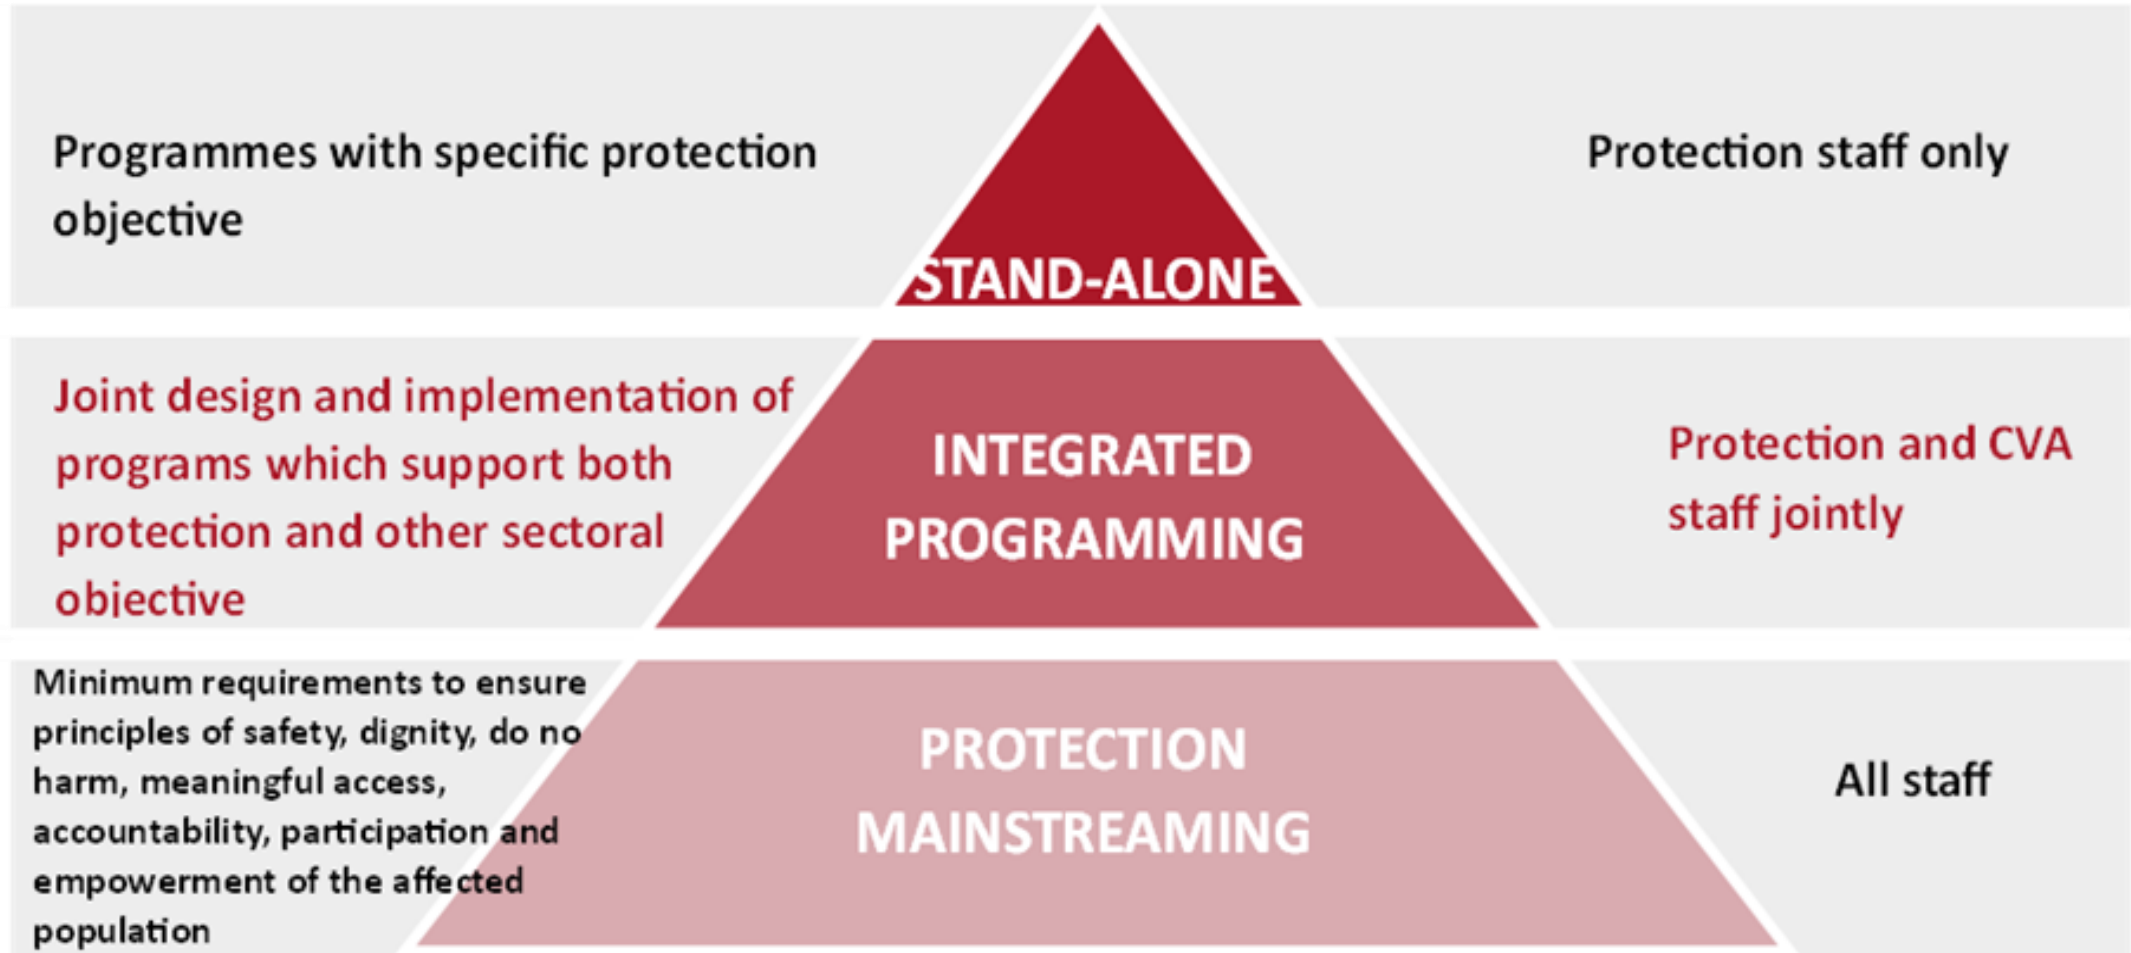 Programmes with specific protection
objective
STAND-ALONE
Protection staff only
Joint design and implementation of
programs which support both
protection and other sectoral
objective
INTEGRATED
PROGRAMMING
Protection and CVA
staff jointly
Minimum requirements to ensure
principles of safety, dignity, do no
harm, meaningful access,
accountability, participation and
empowerment of the affected
population
PROTECTION
MAINSTREAMING
All staff